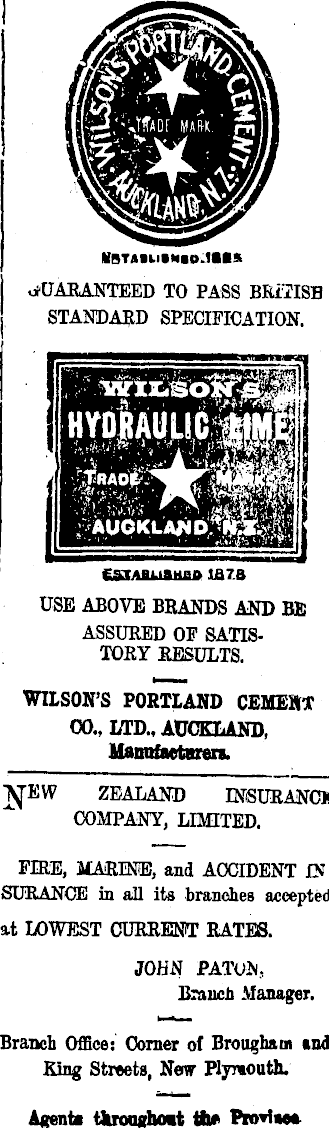 WILSON'S PORTLAND CEMENT
TRADE MARK
AUCKLAND, N.Z.
ESTABLISHED
GUARANTEED TO PASS BRITISH
STANDARD SPECIFICATION.
WILSON'S
HYDRAULIC LIME
TRADE MARK
AUCKLAND, N.Z.
ESTABLISHED 1878
USE ABOVE BRANDS AND BE
ASSURED OF SATIS-
TORY RESULTS.
WILSON'S PORTLAND CEMENT
CO., LTD., AUCKLAND,
Manufacturers.
NEW ZEALAND INSURANCE
COMPANY, LIMITED.
FIRE, MARINE, and ACCIDENT IN
SURANCE in all its branches accepted
at LOWEST CURRENT RATES.
JOHN PATON,
Branch Manager.
Branch Office: Corner of Brougham and
King Streets, New Plymouth.
Agents throughout the Province